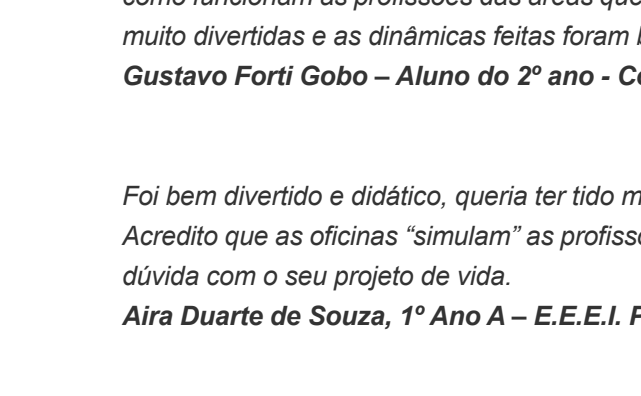 como funcionam as profissões das áreas que
muito divertidas e as dinâmicas feitas foram
Gustavo Forti Gobo – Aluno do 2º ano -
Foi bem divertido e didático, queria ter tido
Acredito que as oficinas “simulam” as
dúvida com o seu projeto de vida.
Aira Duarte de Souza, 1º Ano A – E.E.E.I.